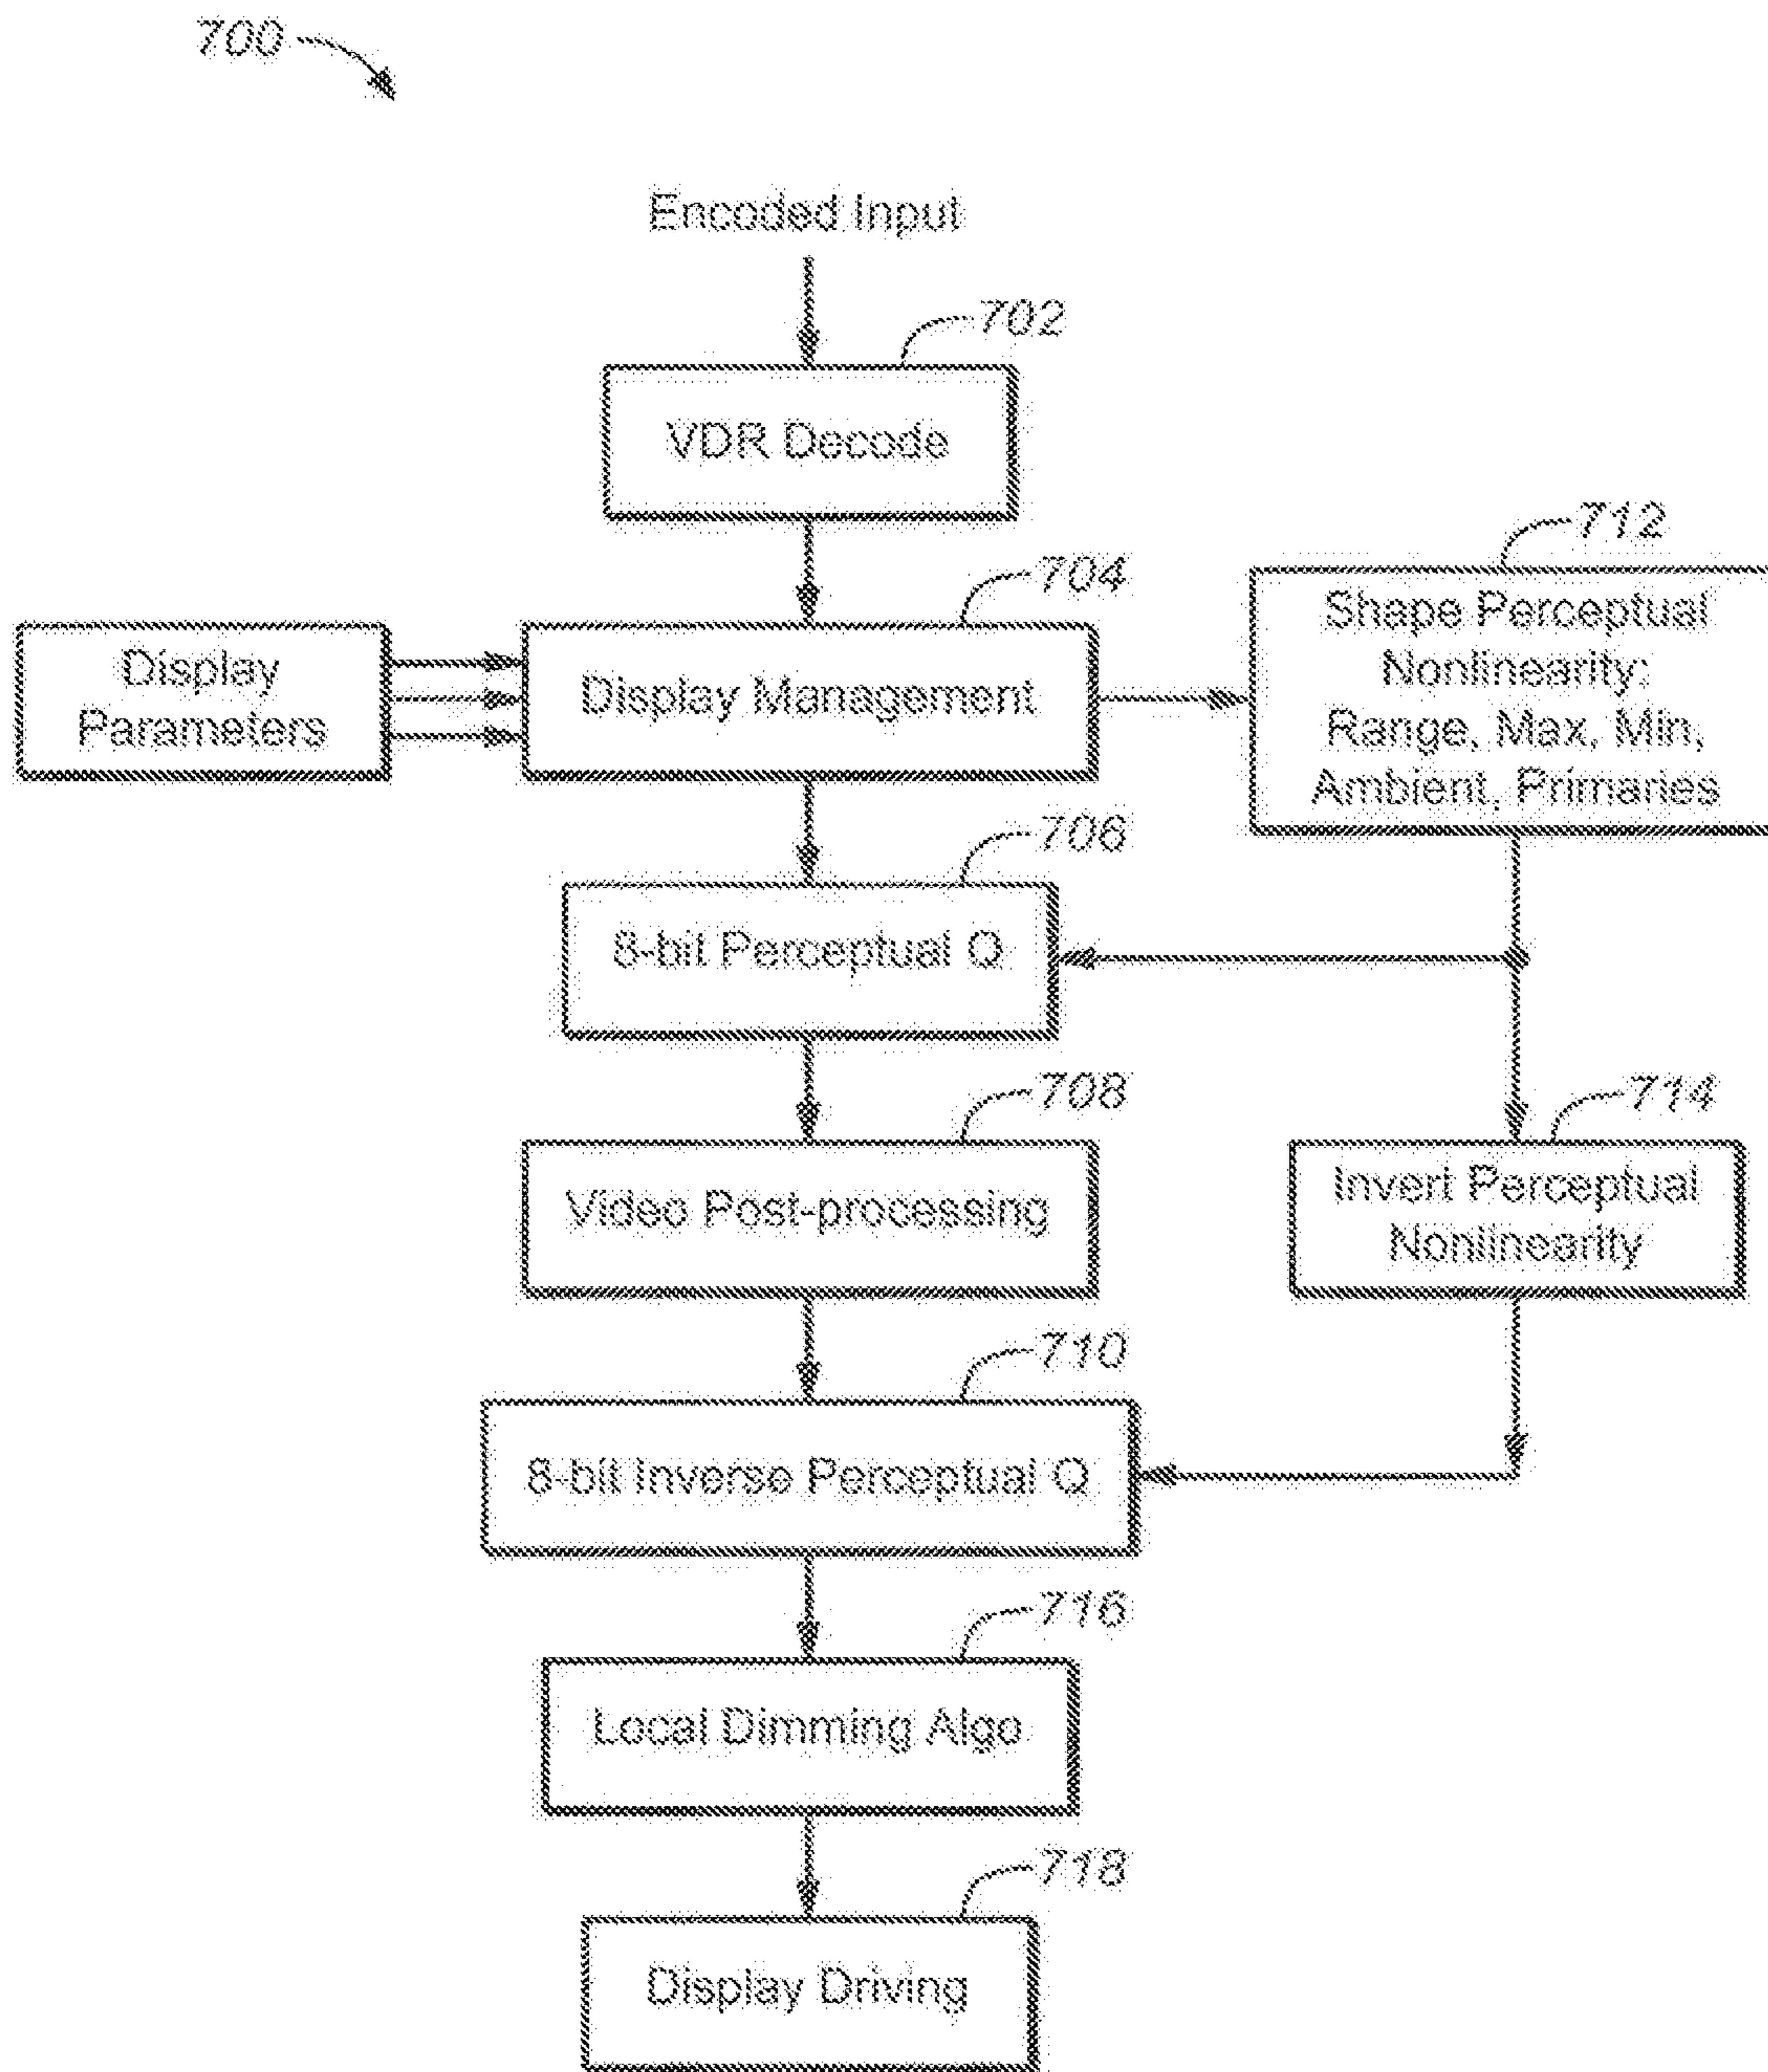 700
Encoded Input
702
VDR Decode
712
704
Shape Perceptual
Nonlinearity:
Range, Max, Min,
Ambient, Primaries
Display
Parameters
Display Management
706
8-bit Perceptual Q
708
714
Video Post-processing
Invert Perceptual
Nonlinearity
710
8-bit Inverse Perceptual Q
716
Local Dimming Algo
718
Display Driving